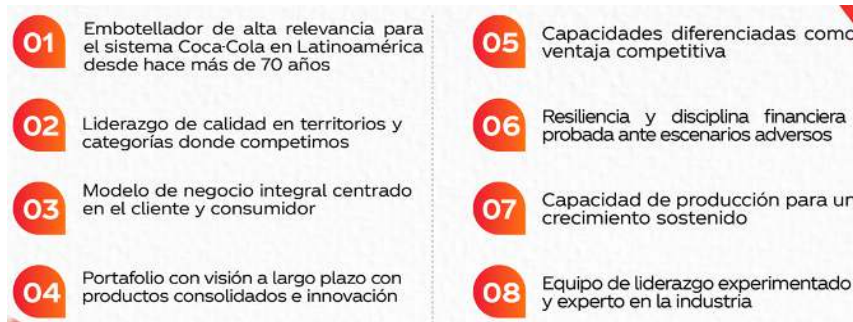 01
Embotellador de alta relevancia para
el sistema Coca-Cola en Latinoamérica
desde hace más de 70 años
02
Liderazgo de calidad en territorios y
categorías donde competimos
03
Modelo de negocio integral centrado
en el cliente y consumidor
04
Portafolio con visión a largo plazo con
productos consolidados e innovación
05
Capacidades diferenciadas como
ventaja competitiva
06
Resiliencia y disciplina financiera
probada ante escenarios adversos
07
Capacidad de producción para un
crecimiento sostenido
08
Equipo de liderazgo experimentado
y experto en la industria